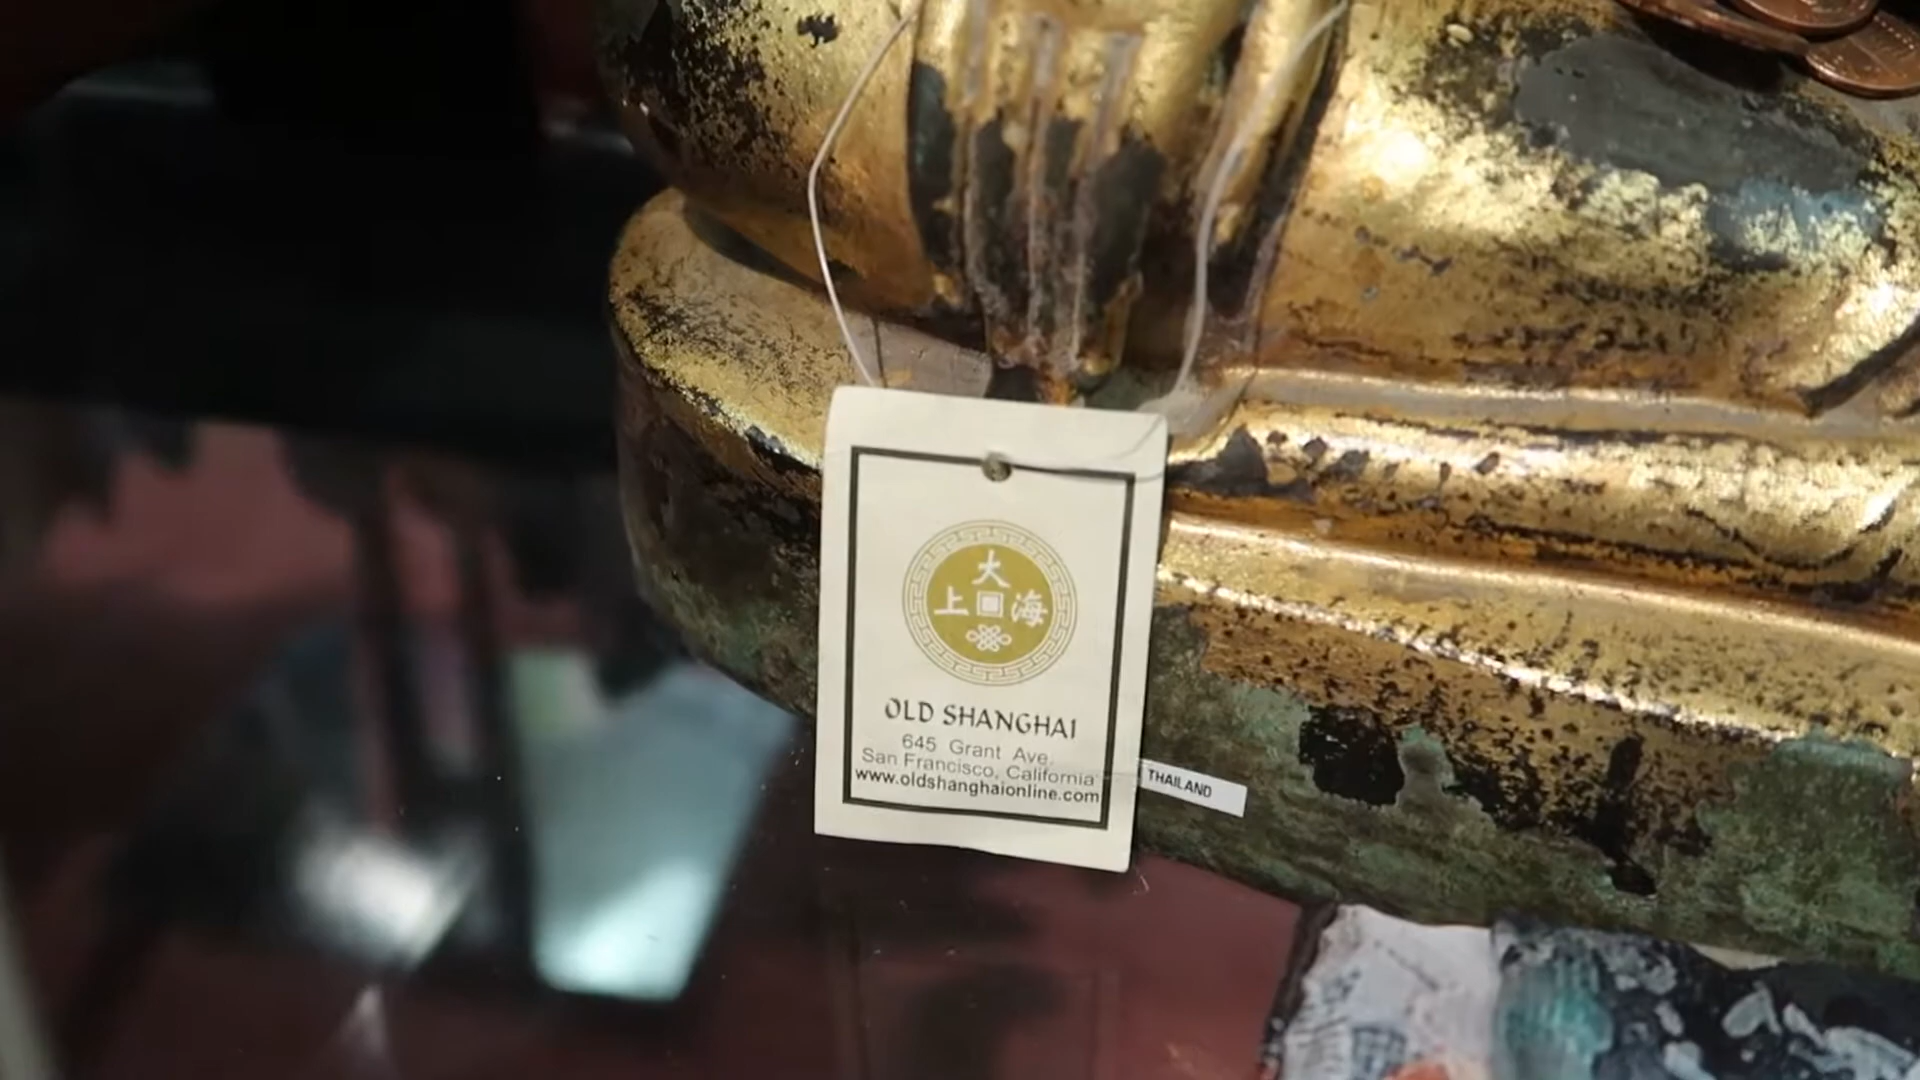 大
上 海
OLD SHANGHAI
645 Grant Ave.
San Francisco, California
www.oldshanghaionline.com
THAILAND